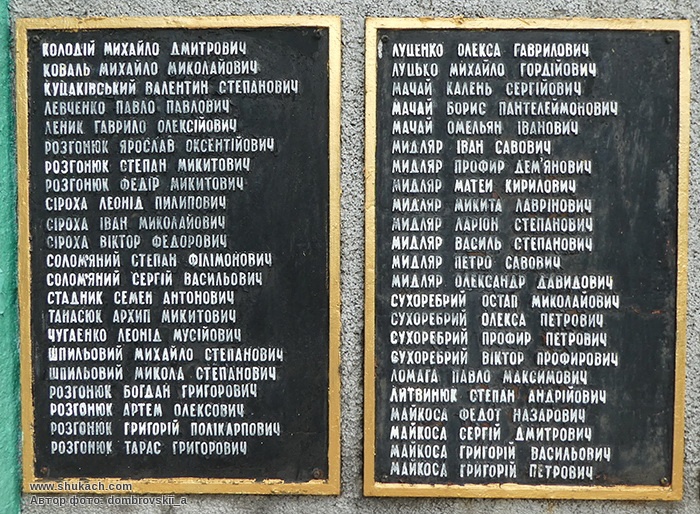 КОЛОДІЙ МИХАЙЛО ДМИТРОВИЧ
КОВАЛЬ МИХАЙЛО МИКОЛАЙОВИЧ
КУЦАКІВСЬКИЙ ВАЛЕНТИН СТЕПАНОВИЧ
ЛЕВЧЕНКО ПАВЛО ПАВЛОВИЧ
ЛЕНИК ГАВРИЛО ОЛЕКСІЙОВИЧ
РОЗГОНЮК ЯРОСЛАВ ОКСЕНТІЙОВИЧ
РОЗГОНЮК СТЕПАН МИКИТОВИЧ
РОЗГОНЮК ФЕДІР МИКИТОВИЧ
СІРОХА ЛЕОНІД ПИЛИПОВИЧ
СІРОХА ІВАН МИКОЛАЙОВИЧ
СІРОХА ВІКТОР ФЕДОРОВИЧ
СОЛОМ'ЯНИЙ СТЕПАН ФІЛІМОНОВИЧ
СОЛОМ'ЯНИЙ СЕРГІЙ ВАСИЛЬОВИЧ
СТАДНИК СЕМЕН АНТОНОВИЧ
ТАНАСЮК АРХИП МИКИТОВИЧ
ЧУГАЕНКО ЛЕОНІД МУСІЙОВИЧ
ШПИЛЬОВИЙ МИХАЙЛО СТЕПАНОВИЧ
ШПИЛЬОВИЙ МИКОЛА СТЕПАНОВИЧ
РОЗГОНЮК БОГДАН ГРИГОРОВИЧ
РОЗГОНЮК АРТЕМ ОЛЕКСОВИЧ
РОЗГОНЮК ГРИГОРІЙ ПОЛІКАРПОВИЧ
РОЗГОНЮК ТАРАС ГРИГОРОВИЧ
ЛУЦЕНКО ОЛЕКСА ГАВРИЛОВИЧ
ЛУЦЬКО МИХАЙЛО ГОРДІЙОВИЧ
МАЧАЙ КАЛЕНЬ СЕРГІЙОВИЧ
МАЧАЙ БОРИС ПАНТЕЛЕЙМОНОВИЧ
МАЧАЙ ОМЕЛЬЯН ІВАНОВИЧ
МИДЛЯР ІВАН САВОВИЧ
МИДЛЯР ПРОФИР ДЕМ'ЯНОВИЧ
МИДЛЯР МАТЕЙ КИРИЛОВИЧ
МИДЛЯР МИКИТА ЛАВРІНОВИЧ
МИДЛЯР ЛАРІОН СТЕПАНОВИЧ
МИДЛЯР ВАСИЛЬ СТЕПАНОВИЧ
МИДЛЯР ПЕТРО САВОВИЧ
МИДЛЯР ОЛЕКСАНДР ДАВИДОВИЧ
СУХОРЕБРИЙ ОСТАП МИКОЛАЙОВИЧ
СУХОРЕБРИЙ ОЛЕКСА ПЕТРОВИЧ
СУХОРЕБРИЙ ПРОФИР ПЕТРОВИЧ
СУХОРЕБРИЙ ВІКТОР ПРОФИРОВИЧ
ЛОМАГА ПАВЛО МАКСИМОВИЧ
ЛИТВИНЮК СТЕПАН АНДРІЙОВИЧ
МАЙКОСА ФЕДОТ НАЗАРОВИЧ
МАЙКОСА СЕРГІЙ ДМИТРОВИЧ
МАЙКОСА ГРИГОРІЙ ВАСИЛЬОВИЧ
МАЙКОСА ГРИГОРІЙ ПЕТРОВИЧ
www.shukach.com
Автор фото: dombrovskii_a